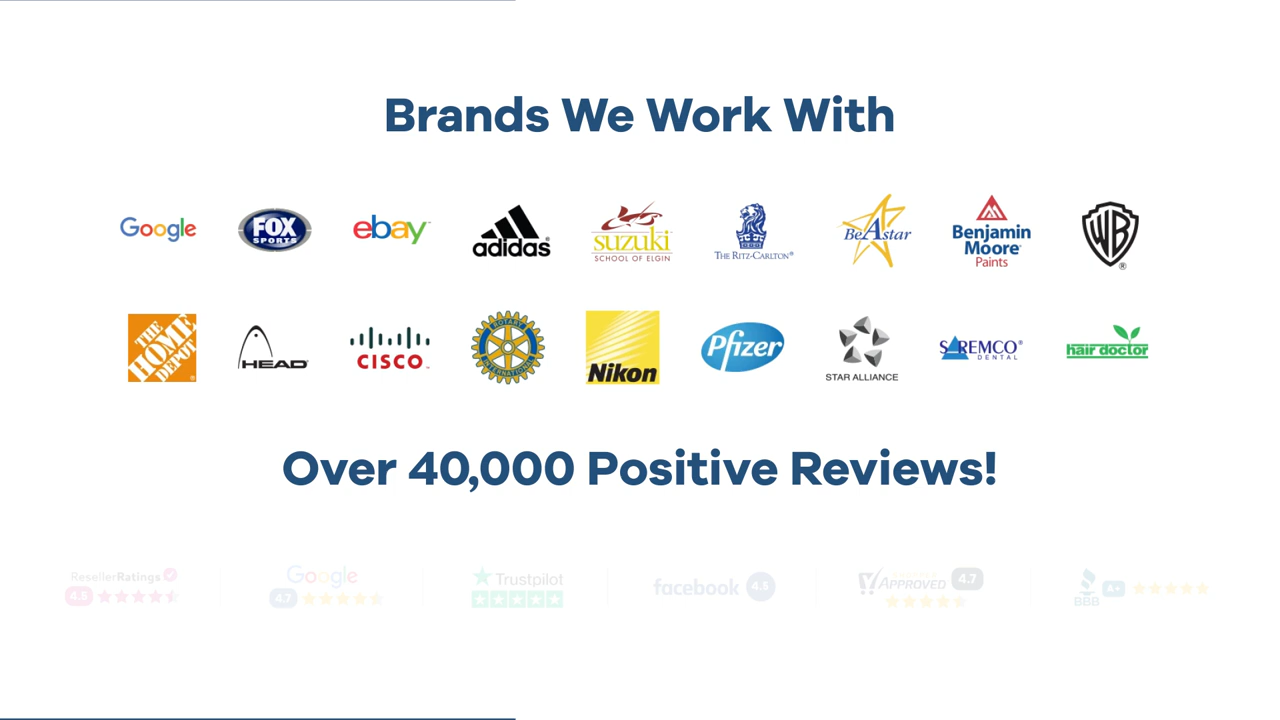 Brands We Work With
Google
FOX
SPORTS
ebay
adidas
suzuki
SCHOOL OF ELGIN
THE RITZ-CARLTON®
Be A star
Benjamin
Moore
Paints
WB
THE
HOME
DEPOT
HEAD
CISCO
ROTARY
INTERNATIONAL
Nikon
Pfizer
STAR ALLIANCE
SAREMCO®
DENTAL
hair doctor
Over 40,000 Positive Reviews!
ResellerRatings
4.5
Google
4.7
Trustpilot
facebook 4.5
APPROVED 4.7
BBB A+